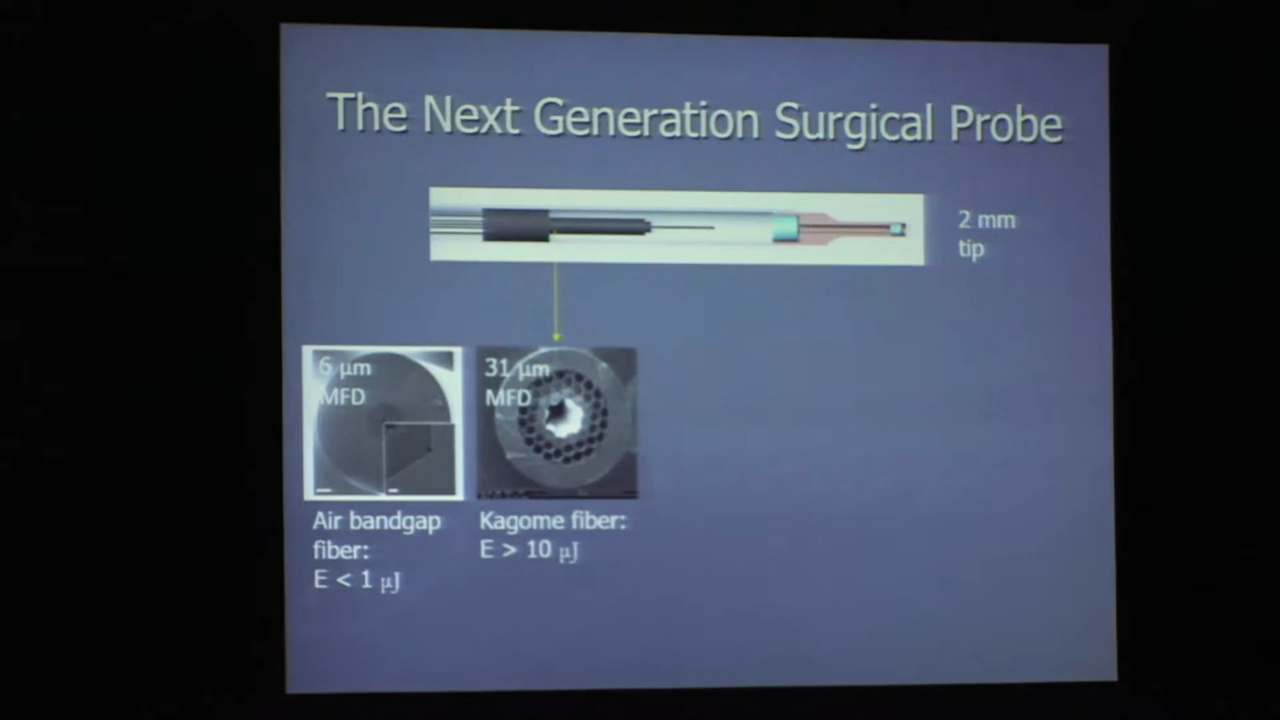 The Next Generation Surgical Probe
2 mm
tip
6 μm
MFD
31 μm
MFD
Air bandgap
fiber:
E < 1 μJ
Kagome fiber:
E > 10 μJ